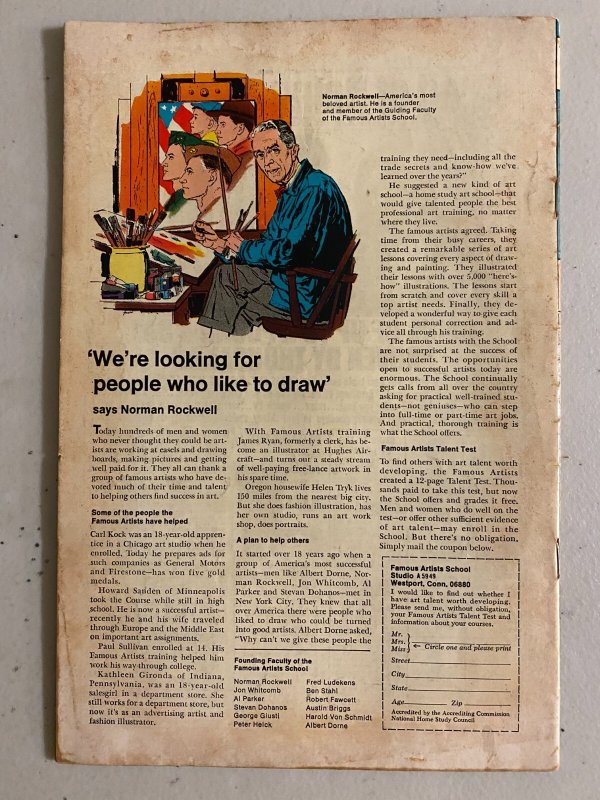 Norman Rockwell—America's most
beloved artist. He is a founder
and member of the Guiding Faculty
of the Famous Artists School.
'We're looking for
people who like to draw'
says Norman Rockwell
Today hundreds of men and women
who never thought they could be art-
ists are working at easels and drawing
boards, making pictures and getting
well paid for it. They all can thank a
group of famous artists who have de-
voted much of their time and talent
to helping others find success in art.
Some of the people the
Famous Artists have helped
Carl Kock was an 18-year-old appren-
tice in a Chicago art studio when he
enrolled. Today he prepares ads for
such companies as General Motors
and Firestone—has won five gold
medals.
Howard Sanden of Minneapolis
took the Course while still in high
school. He is now a successful artist—
recently he and his wife traveled
through Europe and the Middle East
on important art assignments.
Paul Sullivan enrolled at 14. His
Famous Artists training helped him
work his way through college.
Kathleen Gironda of Indiana,
Pennsylvania, was an 18-year-old
salesgirl in a department store. She
still works for a department store, but
now it's as an advertising artist and
fashion illustrator.
With Famous Artists training
James Ryan, formerly a clerk, has be-
come an illustrator at Hughes Air-
craft—and turns out a steady stream
of well-paying free-lance artwork in
his spare time.
Oregon housewife Helen Tryk lives
150 miles from the nearest big city.
But she does fashion illustration, has
her own studio, runs an art work
shop, does portraits.
A plan to help others
It started over 18 years ago when a
group of America's most successful
artists—men like Albert Dorne, Nor-
man Rockwell, Jon Whitcomb, Al
Parker and Stevan Dohanos—met in
New York City. They knew that all
over America there were people who
liked to draw who could be turned
into good artists. Albert Dorne asked,
"Why can't we give these people the
Founding Faculty of the
Famous Artists School
Norman Rockwell
Jon Whitcomb
Al Parker
Stevan Dohanos
George Giusti
Peter Helck
Fred Ludekens
Ben Stahl
Robert Fawcett
Austin Briggs
Harold Von Schmidt
Albert Dorne
training they need—including all the
trade secrets and know-how we've
learned over the years?"
He suggested a new kind of art
school—a home study art school—that
would give talented people the best
professional art training, no matter
where they live.
The famous artists agreed. Taking
time from their busy careers, they
created a remarkable series of art
lessons covering every aspect of draw-
ing and painting. They illustrated
their lessons with over 5,000 "here's-
how" illustrations. The lessons start
from scratch and cover every skill a
top artist needs. Finally, they de-
veloped a wonderful way to give each
student personal correction and ad-
vice all through his training.
The famous artists with the School
are not surprised at the success of
their students. The opportunities
open to successful artists today are
enormous. The School continually
gets calls from all over the country
asking for practical well-trained stu-
dents—not geniuses—who can step
into full-time or part-time art jobs.
And practical, thorough training is
what the School offers.
Famous Artists Talent Test
To find others with art talent worth
developing, the Famous Artists
created a 12-page Talent Test. Thou-
sands paid to take this test, but now
the School offers and grades it free.
Men and women who do well on the
test—or offer other sufficient evidence
of art talent—may enroll in the
School. But there's no obligation.
Simply mail the coupon below.
Famous Artists School
Studio A5949
Westport, Conn. 06880
I would like to find out whether I
have art talent worth developing.
Please send me, without obligation,
your Famous Artists Talent Test and
information about your courses.
Mr.
Mrs. ← Circle one and please print
Miss
Street
City
State
Age Zip
Accredited by the Accrediting Commission
National Home Study Council